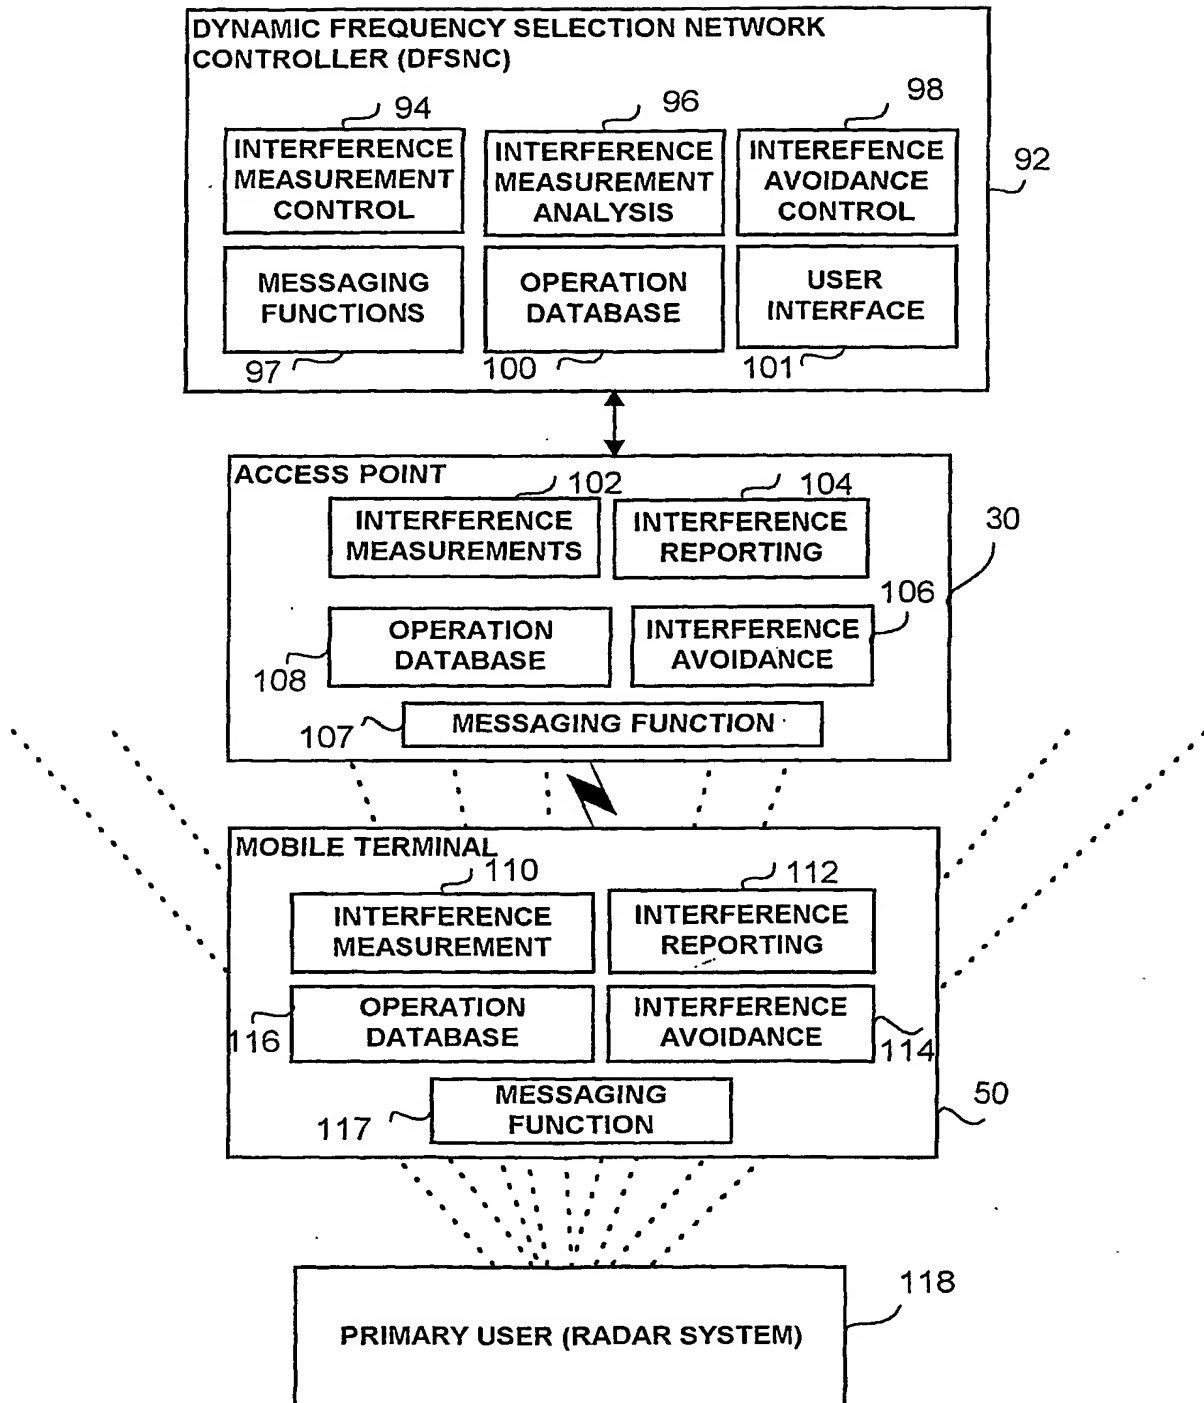 DYNAMIC FREQUENCY SELECTION NETWORK
CONTROLLER (DFSNC)
94
96
98
INTERFERENCE
MEASUREMENT
CONTROL
INTERFERENCE
MEASUREMENT
ANALYSIS
INTEREFENCE
AVOIDANCE
CONTROL
92
MESSAGING
FUNCTIONS
OPERATION
DATABASE
USER
INTERFACE
97
100
101
ACCESS POINT
102
104
INTERFERENCE
MEASUREMENTS
INTERFERENCE
REPORTING
30
106
OPERATION
DATABASE
INTERFERENCE
AVOIDANCE
108
MESSAGING FUNCTION
107
MOBILE TERMINAL
110
112
INTERFERENCE
MEASUREMENT
INTERFERENCE
REPORTING
OPERATION
DATABASE
INTERFERENCE
AVOIDANCE
116
114
MESSAGING
FUNCTION
117
50
118
PRIMARY USER (RADAR SYSTEM)